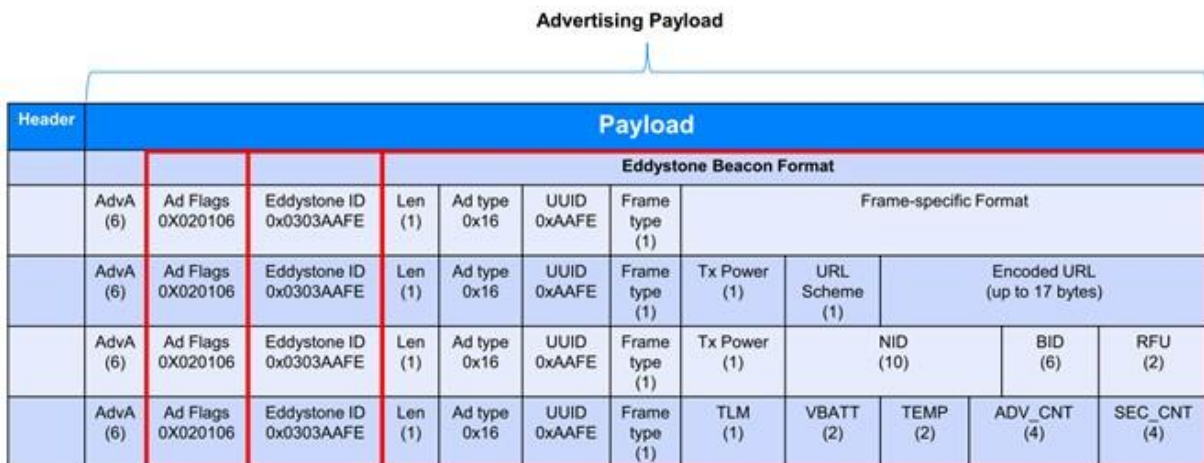 Advertising Payload
Header Payload
Eddystone Beacon Format
AdvA (6) Ad Flags 0X020106 Eddystone ID 0x0303AAFE Len (1) Ad type 0x16 UUID 0xAAFE Frame type (1) Frame-specific Format
AdvA (6) Ad Flags 0X020106 Eddystone ID 0x0303AAFE Len (1) Ad type 0x16 UUID 0xAAFE Frame type (1) Tx Power (1) URL Scheme (1) Encoded URL (up to 17 bytes)
AdvA (6) Ad Flags 0X020106 Eddystone ID 0x0303AAFE Len (1) Ad type 0x16 UUID 0xAAFE Frame type (1) Tx Power (1) NID (10) BID (6) RFU (2)
AdvA (6) Ad Flags 0X020106 Eddystone ID 0x0303AAFE Len (1) Ad type 0x16 UUID 0xAAFE Frame type (1) TLM (1) VBATT (2) TEMP (2) ADV_CNT (4) SEC_CNT (4)